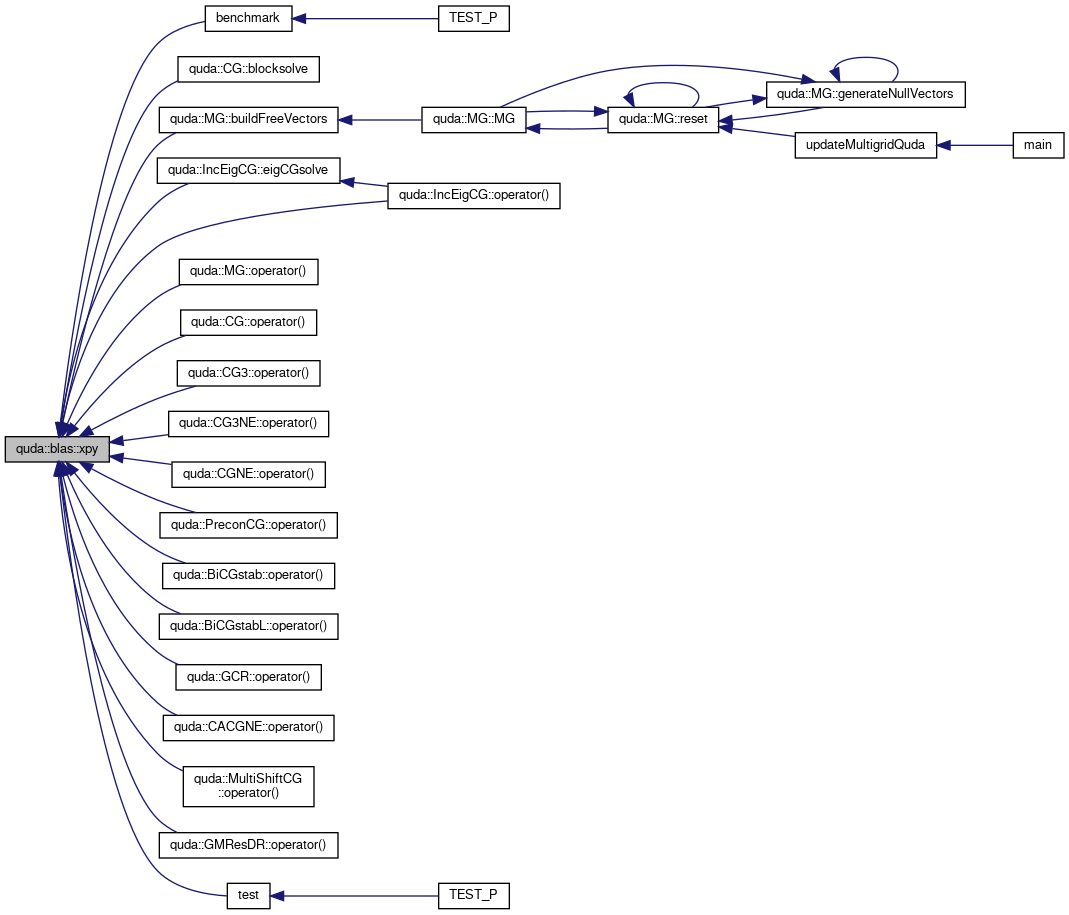 benchmark
TEST_P
quda::CG::blocksolve
quda::MG::generateNullVectors
quda::MG::buildFreeVectors
quda::MG::MG
quda::MG::reset
updateMultigridQuda
main
quda::IncEigCG::eigCGsolve
quda::IncEigCG::operator()
quda::MG::operator()
quda::CG::operator()
quda::CG3::operator()
quda::CG3NE::operator()
quda::blas::xpy
quda::CGNE::operator()
quda::PreconCG::operator()
quda::BiCGstab::operator()
quda::BiCGstabL::operator()
quda::GCR::operator()
quda::CACGNE::operator()
quda::MultiShiftCG
::operator()
quda::GMResDR::operator()
test
TEST_P